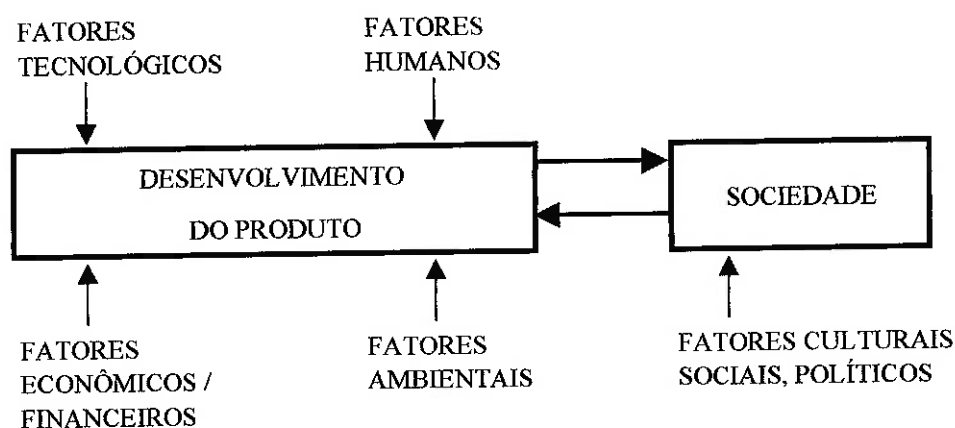 FATORES
TECNOLÓGICOS
FATORES
HUMANOS
DESENVOLVIMENTO
DO PRODUTO
SOCIEDADE
FATORES
ECONÔMICOS /
FINANCEIROS
FATORES
AMBIENTAIS
FATORES CULTURAIS
SOCIAIS, POLÍTICOS